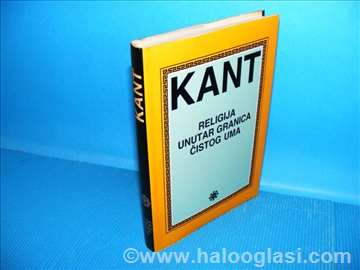 KANT
RELIGIJA
UNUTAR GRANICA
ČISTOG UMA
KANT
©www.halooglasi.com